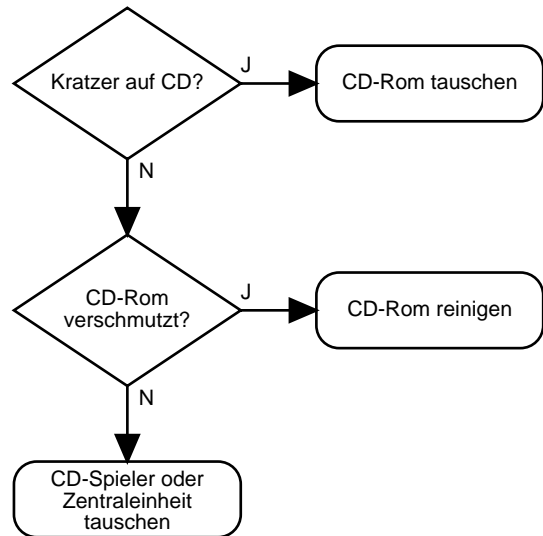 Kratzer auf CD?
J
CD-Rom tauschen
N
CD-Rom
verschmutzt?
J
CD-Rom reinigen
N
CD-Spieler oder
Zentraleinheit
tauschen